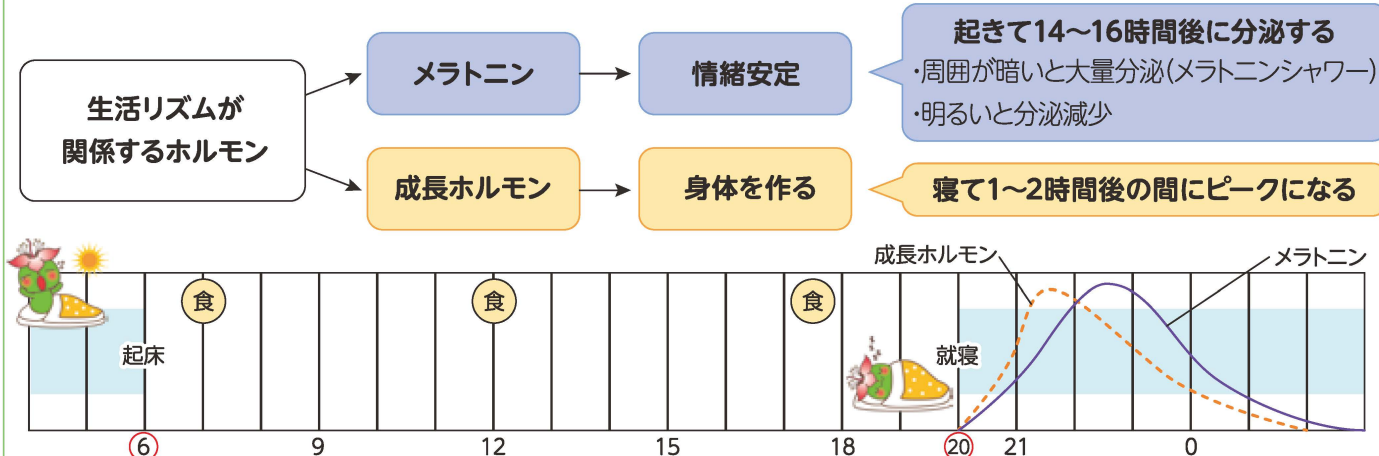 生活リズムが
関係するホルモン
メラトニン
情緒安定
起きて14〜16時間後に分泌する
・周囲が暗いと大量分泌(メラトニンシャワー)
・明るいと分泌減少
成長ホルモン
身体を作る
寝て1〜2時間後の間にピークになる
成長ホルモン
メラトニン
食
食
食
起床
就寝
6
9
12
15
18
20
21
0